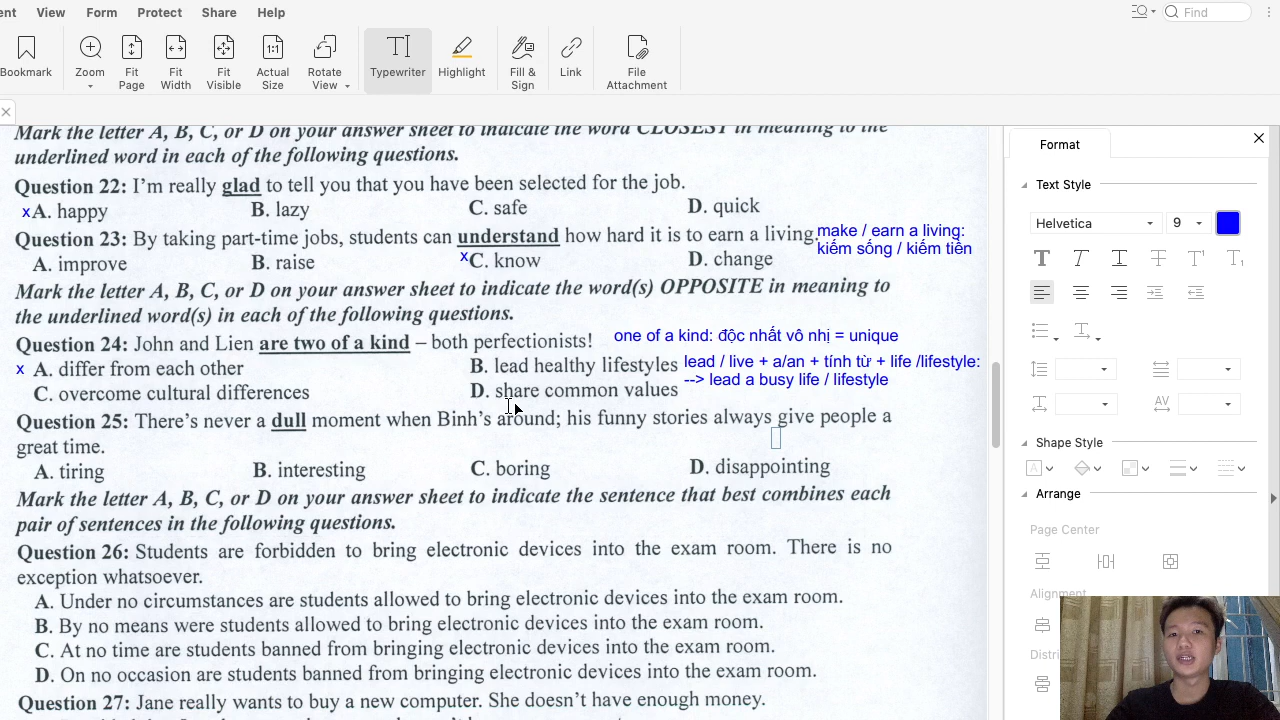 ent View Form Protect Share Help
Find
Bookmark Zoom Fit Page Fit Width Fit Visible Actual Size Rotate View Typewriter Highlight Fill & Sign Link File Attachment
Mark the letter A, B, C, or D on your answer sheet to indicate the word CLOSEST in meaning to the
underlined word in each of the following questions.
Question 22: I'm really glad to tell you that you have been selected for the job.
x A. happy B. lazy C. safe D. quick
Question 23: By taking part-time jobs, students can understand how hard it is to earn a living.
make / earn a living:
kiếm sống / kiếm tiền
A. improve B. raise x C. know D. change
Mark the letter A, B, C, or D on your answer sheet to indicate the word(s) OPPOSITE in meaning to
the underlined word(s) in each of the following questions.
Question 24: John and Lien are two of a kind – both perfectionists! one of a kind: độc nhất vô nhị = unique
x A. differ from each other B. lead healthy lifestyles lead / live + a/an + tính từ + life /lifestyle:
C. overcome cultural differences D. share common values --> lead a busy life / lifestyle
Question 25: There's never a dull moment when Binh's around; his funny stories always give people a
great time.
A. tiring B. interesting C. boring D. disappointing
Mark the letter A, B, C, or D on your answer sheet to indicate the sentence that best combines each
pair of sentences in the following questions.
Question 26: Students are forbidden to bring electronic devices into the exam room. There is no
exception whatsoever.
A. Under no circumstances are students allowed to bring electronic devices into the exam room.
B. By no means were students allowed to bring electronic devices into the exam room.
C. At no time are students banned from bringing electronic devices into the exam room.
D. On no occasion are students banned from bringing electronic devices into the exam room.
Question 27: Jane really wants to buy a new computer. She doesn't have enough money.
Format
Text Style
Helvetica 9
Shape Style
Arrange
Page Center
Alignment
Distri